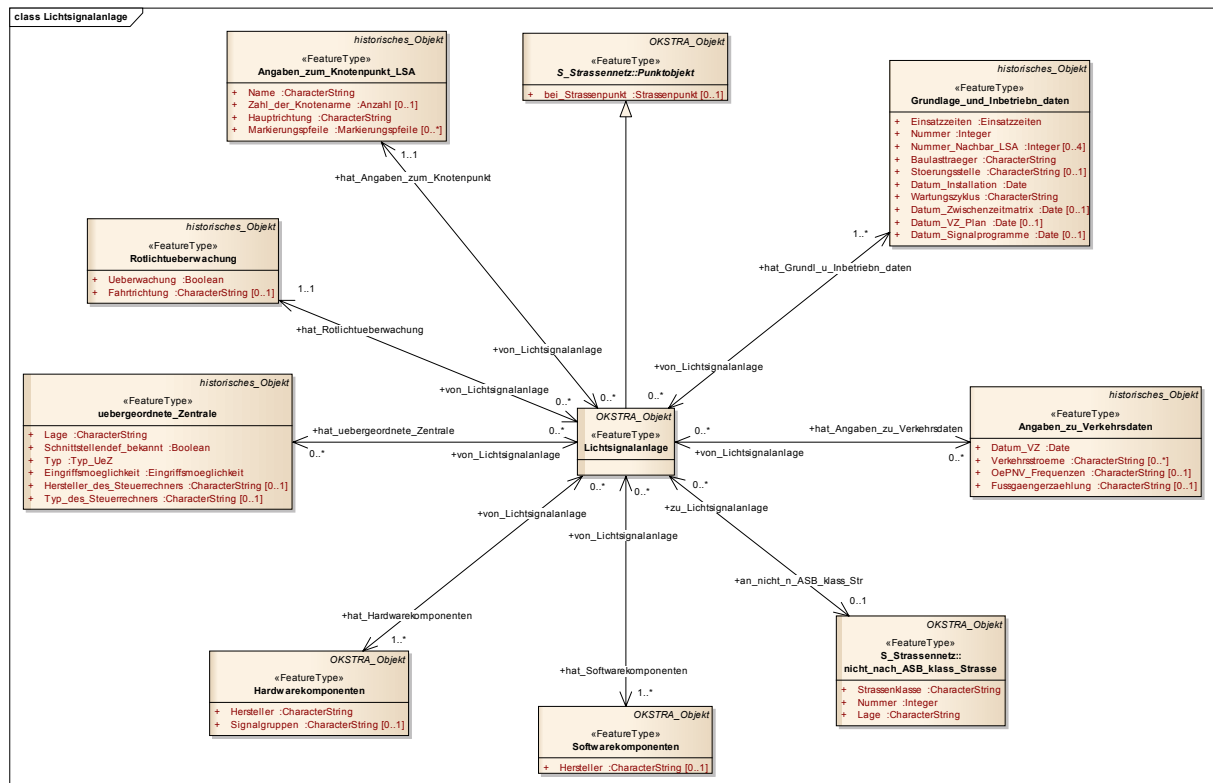 class Lichtsignalanlage
historisches_Objekt
«FeatureType»
Angaben_zum_Knotenpunkt_LSA
+ Name :CharacterString
+ Zahl_der_Knotenarme :Anzahl [0..1]
+ Hauptrichtung :CharacterString
+ Markierungspfeile :Markierungspfeile [0..*]
OKSTRA_Objekt
«FeatureType»
S_Strassennetz::Punktobjekt
+ bei_Strassenpunkt :Strassenpunkt [0..1]
historisches_Objekt
«FeatureType»
Grundlage_und_Inbetriebn_daten
+ Einsatzzeiten :Einsatzzeiten
+ Nummer :Integer
+ Nummer_Nachbar_LSA :Integer [0..4]
+ Baulasttraeger :CharacterString
+ Stoerungsstelle :CharacterString [0..1]
+ Datum_Installation :Date
+ Wartungszyklus :CharacterString
+ Datum_Zwischenzeitmatrix :Date [0..1]
+ Datum_VZ_Plan :Date [0..1]
+ Datum_Signalprogramme :Date [0..1]
1..1
+hat_Angaben_zum_Knotenpunkt
1..*
+hat_Grundl_u_Inbetriebn_daten
historisches_Objekt
«FeatureType»
Rotlichtueberwachung
+ Ueberwachung :Boolean
+ Fahrtrichtung :CharacterString [0..1]
1..1
+hat_Rotlichtueberwachung
+von_Lichtsignalanlage
+von_Lichtsignalanlage
+von_Lichtsignalanlage
0..*
0..*
0..*
historisches_Objekt
«FeatureType»
uebergeordnete_Zentrale
+ Lage :CharacterString
+ Schnittstellendef_bekannt :Boolean
+ Typ :Typ_UeZ
+ Eingriffsmoeglichkeit :Eingriffsmoeglichkeit
+ Hersteller_des_Steuerrechners :CharacterString [0..1]
+ Typ_des_Steuerrechners :CharacterString [0..1]
+hat_uebergeordnete_Zentrale
0..*
+von_Lichtsignalanlage
0..*
OKSTRA_Objekt
«FeatureType»
Lichtsignalanlage
0..*
+hat_Angaben_zu_Verkehrsdaten
+von_Lichtsignalanlage
0..*
historisches_Objekt
«FeatureType»
Angaben_zu_Verkehrsdaten
+ Datum_VZ :Date
+ Verkehrsstroeme :CharacterString [0..*]
+ OePNV_Frequenzen :CharacterString [0..1]
+ Fussgaengerzaehlung :CharacterString [0..1]
0..*
0..*
0..*
+von_Lichtsignalanlage
+zu_Lichtsignalanlage
+von_Lichtsignalanlage
+an_nicht_n_ASB_klass_Str
0..1
+hat_Hardwarekomponenten
1..*
+hat_Softwarekomponenten
1..*
OKSTRA_Objekt
«FeatureType»
Hardwarekomponenten
+ Hersteller :CharacterString
+ Signalgruppen :CharacterString [0..1]
OKSTRA_Objekt
«FeatureType»
Softwarekomponenten
+ Hersteller :CharacterString [0..1]
OKSTRA_Objekt
«FeatureType»
S_Strassennetz::
nicht_nach_ASB_klass_Strasse
+ Strassenklasse :CharacterString
+ Nummer :Integer
+ Lage :CharacterString